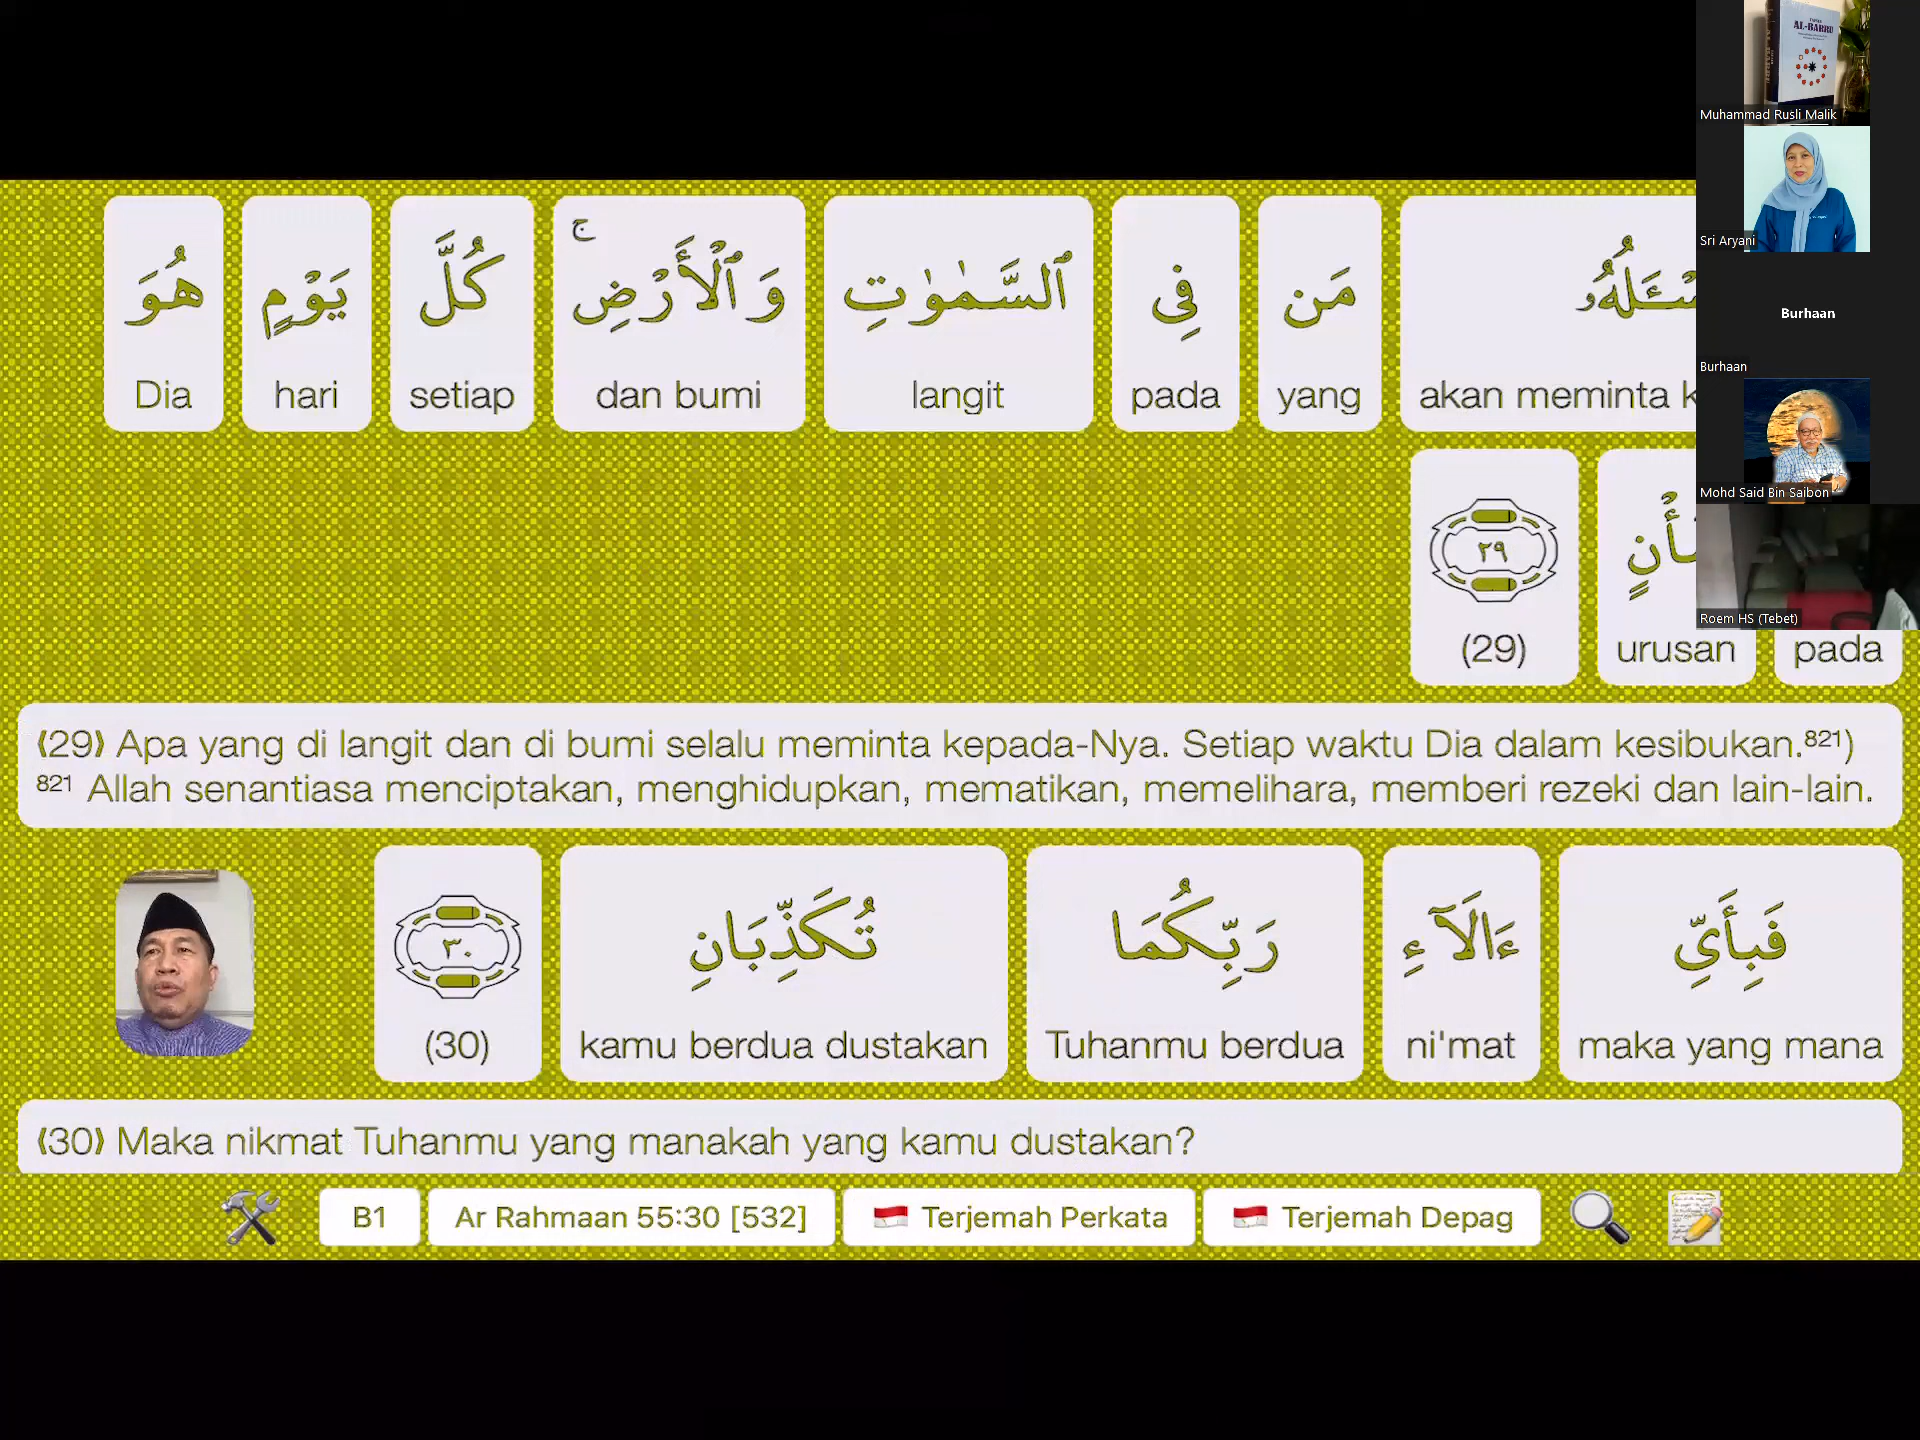 مَن فِى ٱلسَّمَٰوَٰتِ وَٱلْأَرْضِ ۚ كُلَّ يَوْمٍ هُوَ
akan meminta yang pada langit dan bumi setiap hari Dia
٢٩
pada urusan (29)
(29) Apa yang di langit dan di bumi selalu meminta kepada-Nya. Setiap waktu Dia dalam kesibukan.⁸²¹)
⁸²¹ Allah senantiasa menciptakan, menghidupkan, mematikan, memelihara, memberi rezeki dan lain-lain.
فَبِأَىِّ ءَالَآءِ رَبِّكُمَا تُكَذِّبَانِ ٣٠
maka yang mana ni'mat Tuhanmu berdua kamu berdua dustakan (30)
(30) Maka nikmat Tuhanmu yang manakah yang kamu dustakan?
B1 Ar Rahmaan 55:30 [532] Terjemah Perkata Terjemah Depag
AL-BARRU
Muhammad Rusli Malik
Sri Aryani
Burhaan
Burhaan
Mohd Said Bin Saibon
Roem HS (Tebet)